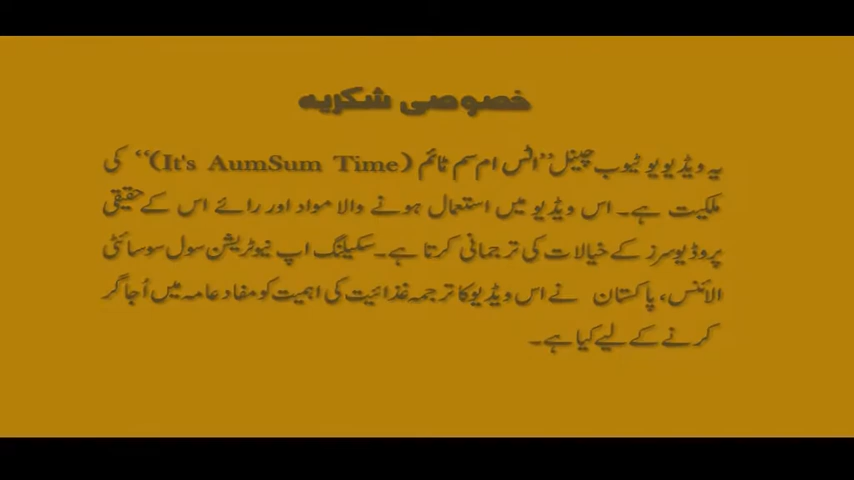 خصوصی شکریہ
یہ ویڈیو یو ٹیوب چینل ’’اٹس ام سم ٹائم (It's AumSum Time)‘‘ کی
ملکیت ہے۔ اس ویڈیو میں استعمال ہونے والا مواد اور رائے اس کے حقیقی
پروڈیوسرز کے خیالات کی ترجمانی کرتا ہے۔ سکیلنگ اپ نیوٹریشن سول سوسائٹی
الائنس، پاکستان نے اس ویڈیو کا ترجمہ غذائیت کی اہمیت کو مفاد عامہ میں اُجاگر
کرنے کے لیے کیا ہے۔